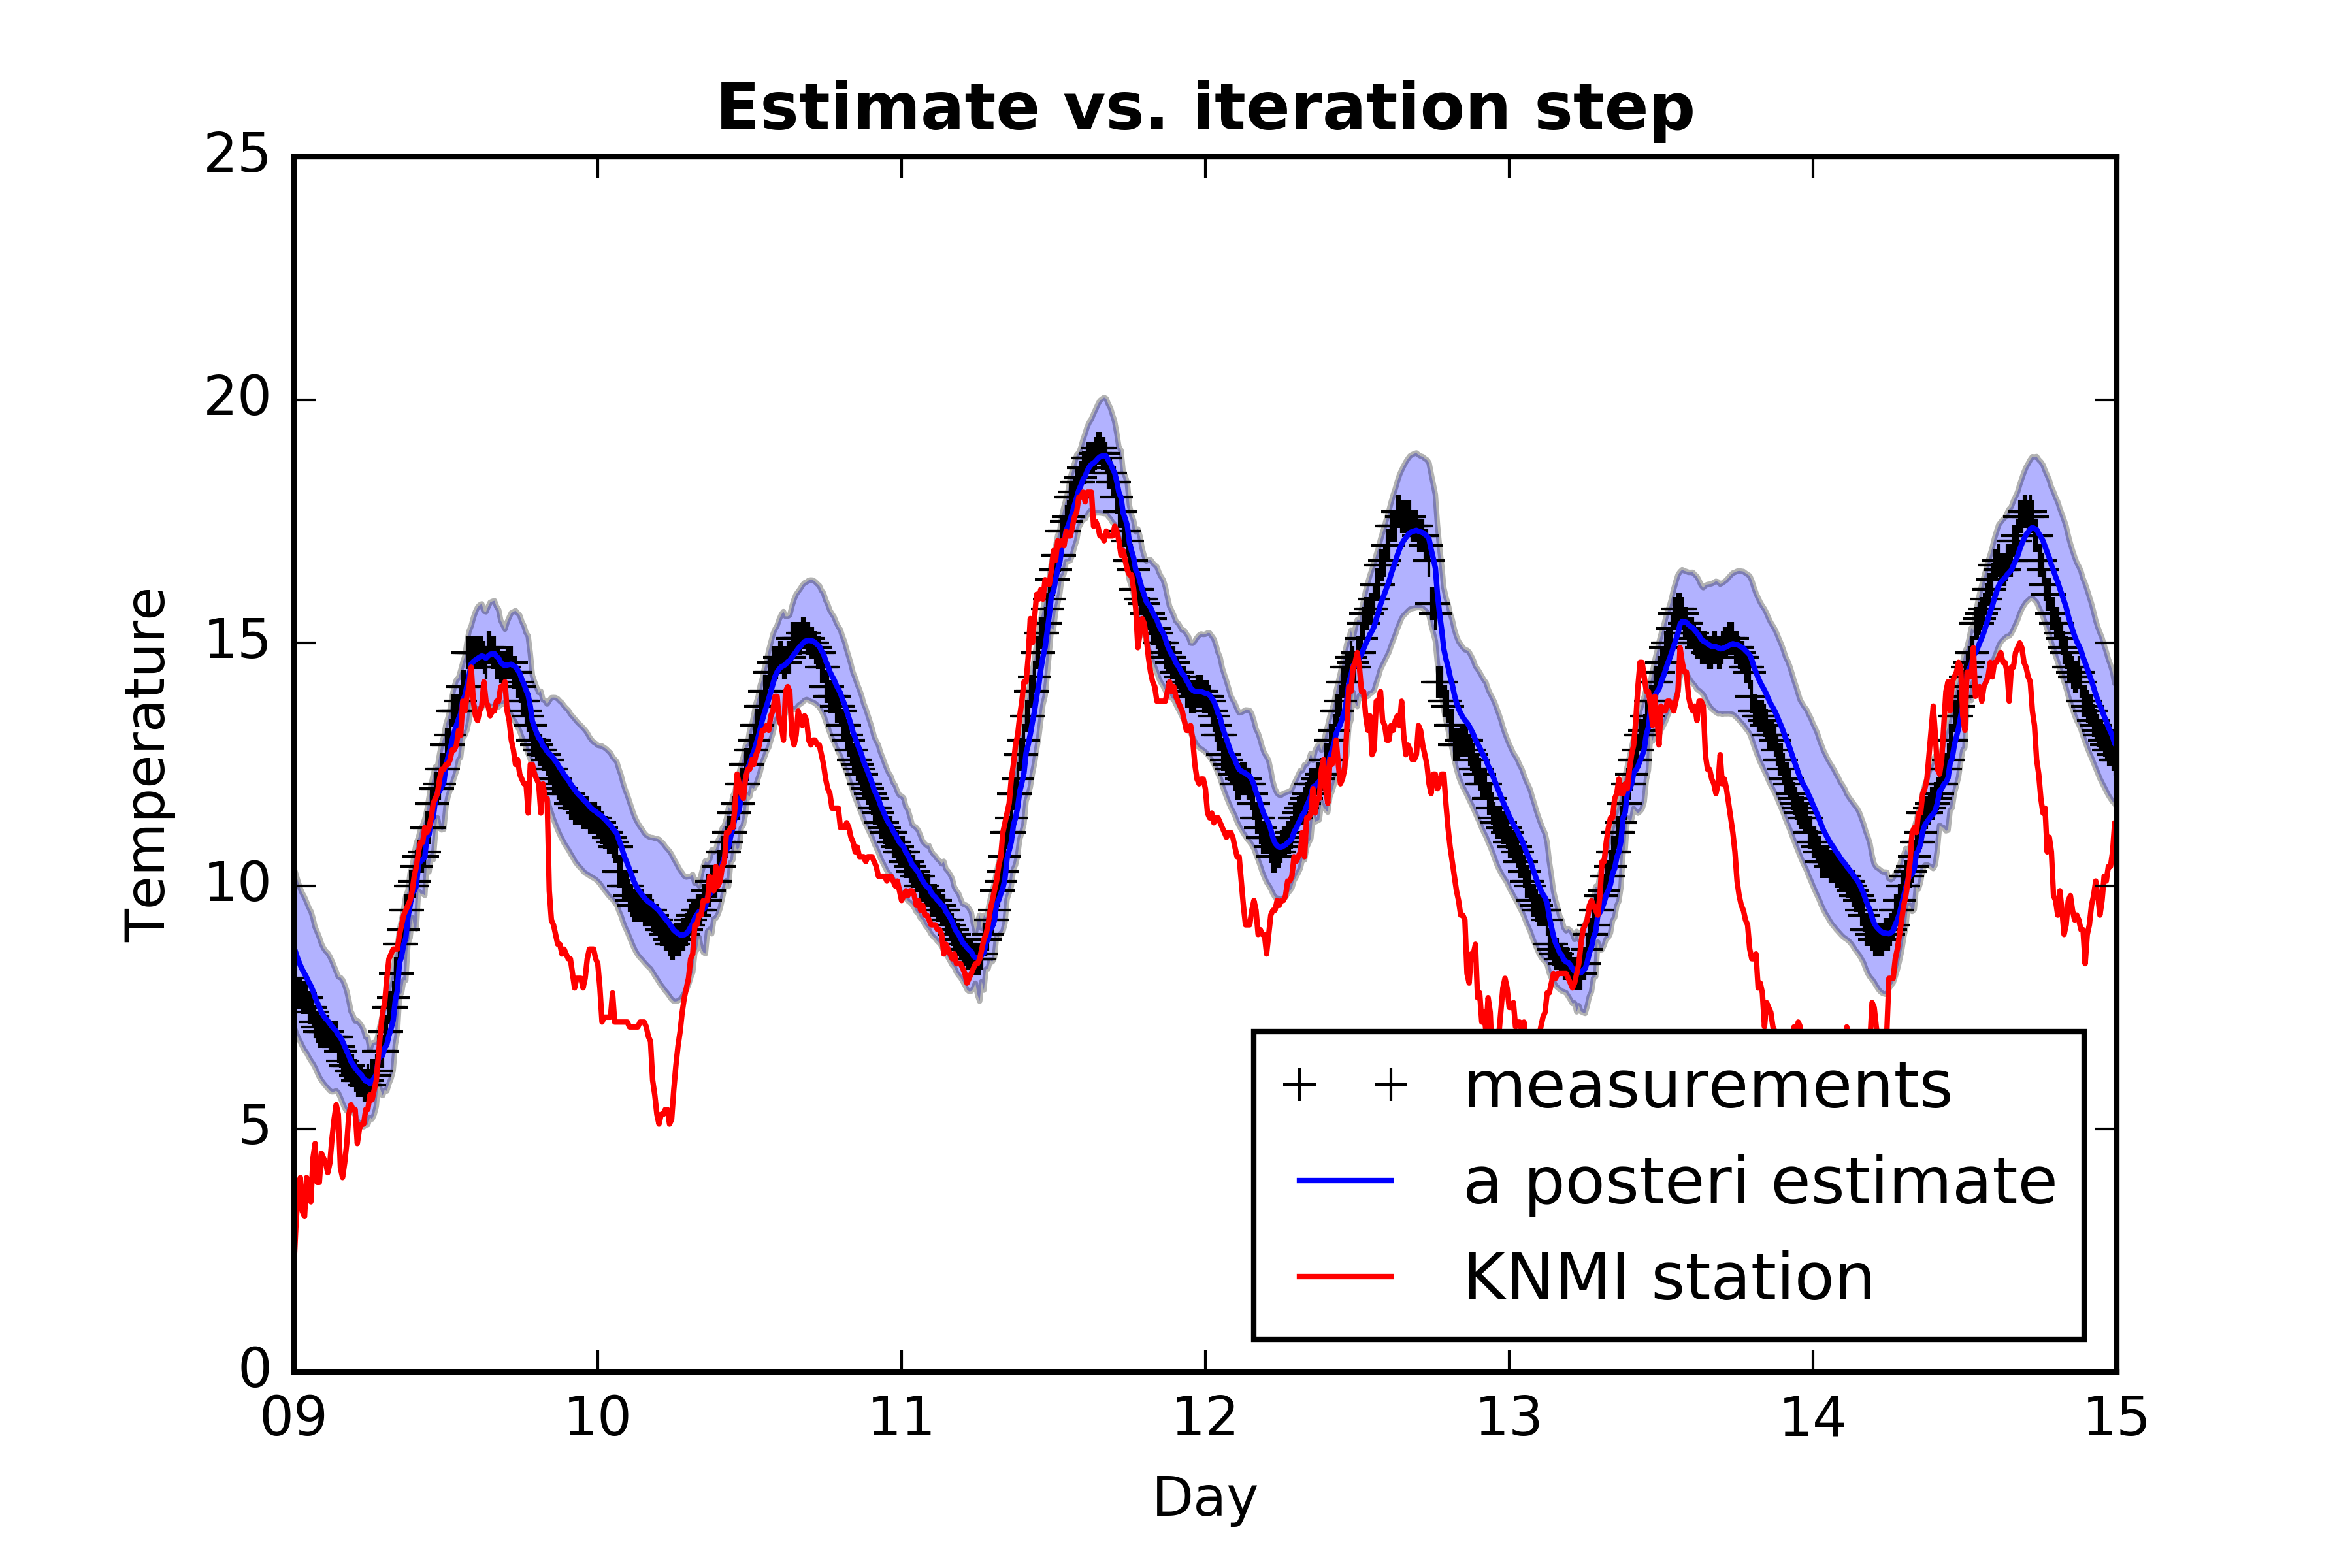 Estimate vs. iteration step
25
20
15
10
5
0
Temperature
09 10 11 12 13 14 15
Day
measurements
a posteri estimate
KNMI station